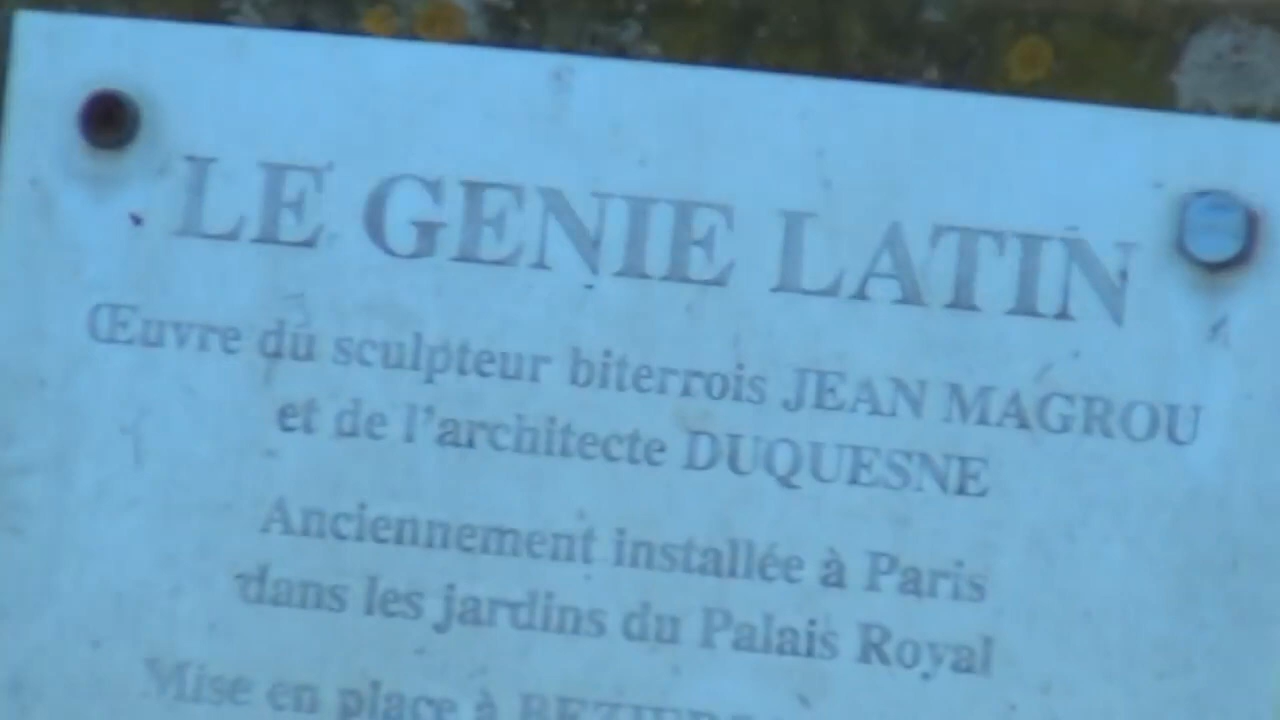 LE GENIE LATIN
Œuvre du sculpteur biterrois JEAN MAGROU
et de l'architecte DUQUESNE
Anciennement installée à Paris
dans les jardins du Palais Royal
Mise en place à BEZIERS